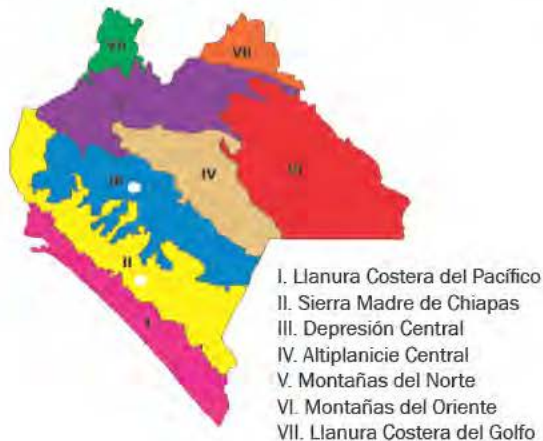 VII
VII
V
VI
IV
III
II
I
I. Llanura Costera del Pacífico
II. Sierra Madre de Chiapas
III. Depresión Central
IV. Altiplanicie Central
V. Montañas del Norte
VI. Montañas del Oriente
VII. Llanura Costera del Golfo